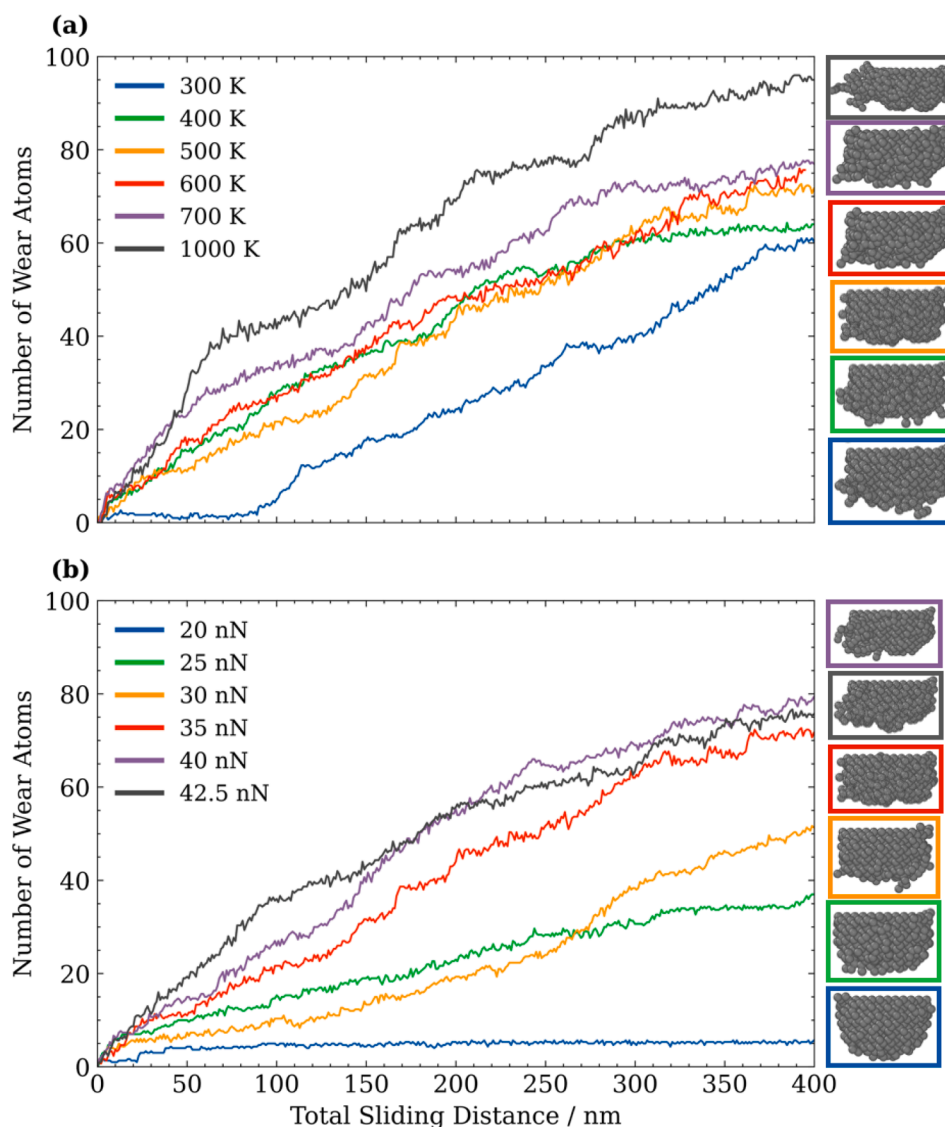 (a)
100
80
60
40
20
0
Number of Wear Atoms
300 K
400 K
500 K
600 K
700 K
1000 K
(b)
100
80
60
40
20
0
Number of Wear Atoms
20 nN
25 nN
30 nN
35 nN
40 nN
42.5 nN
0 50 100 150 200 250 300 350 400
Total Sliding Distance / nm